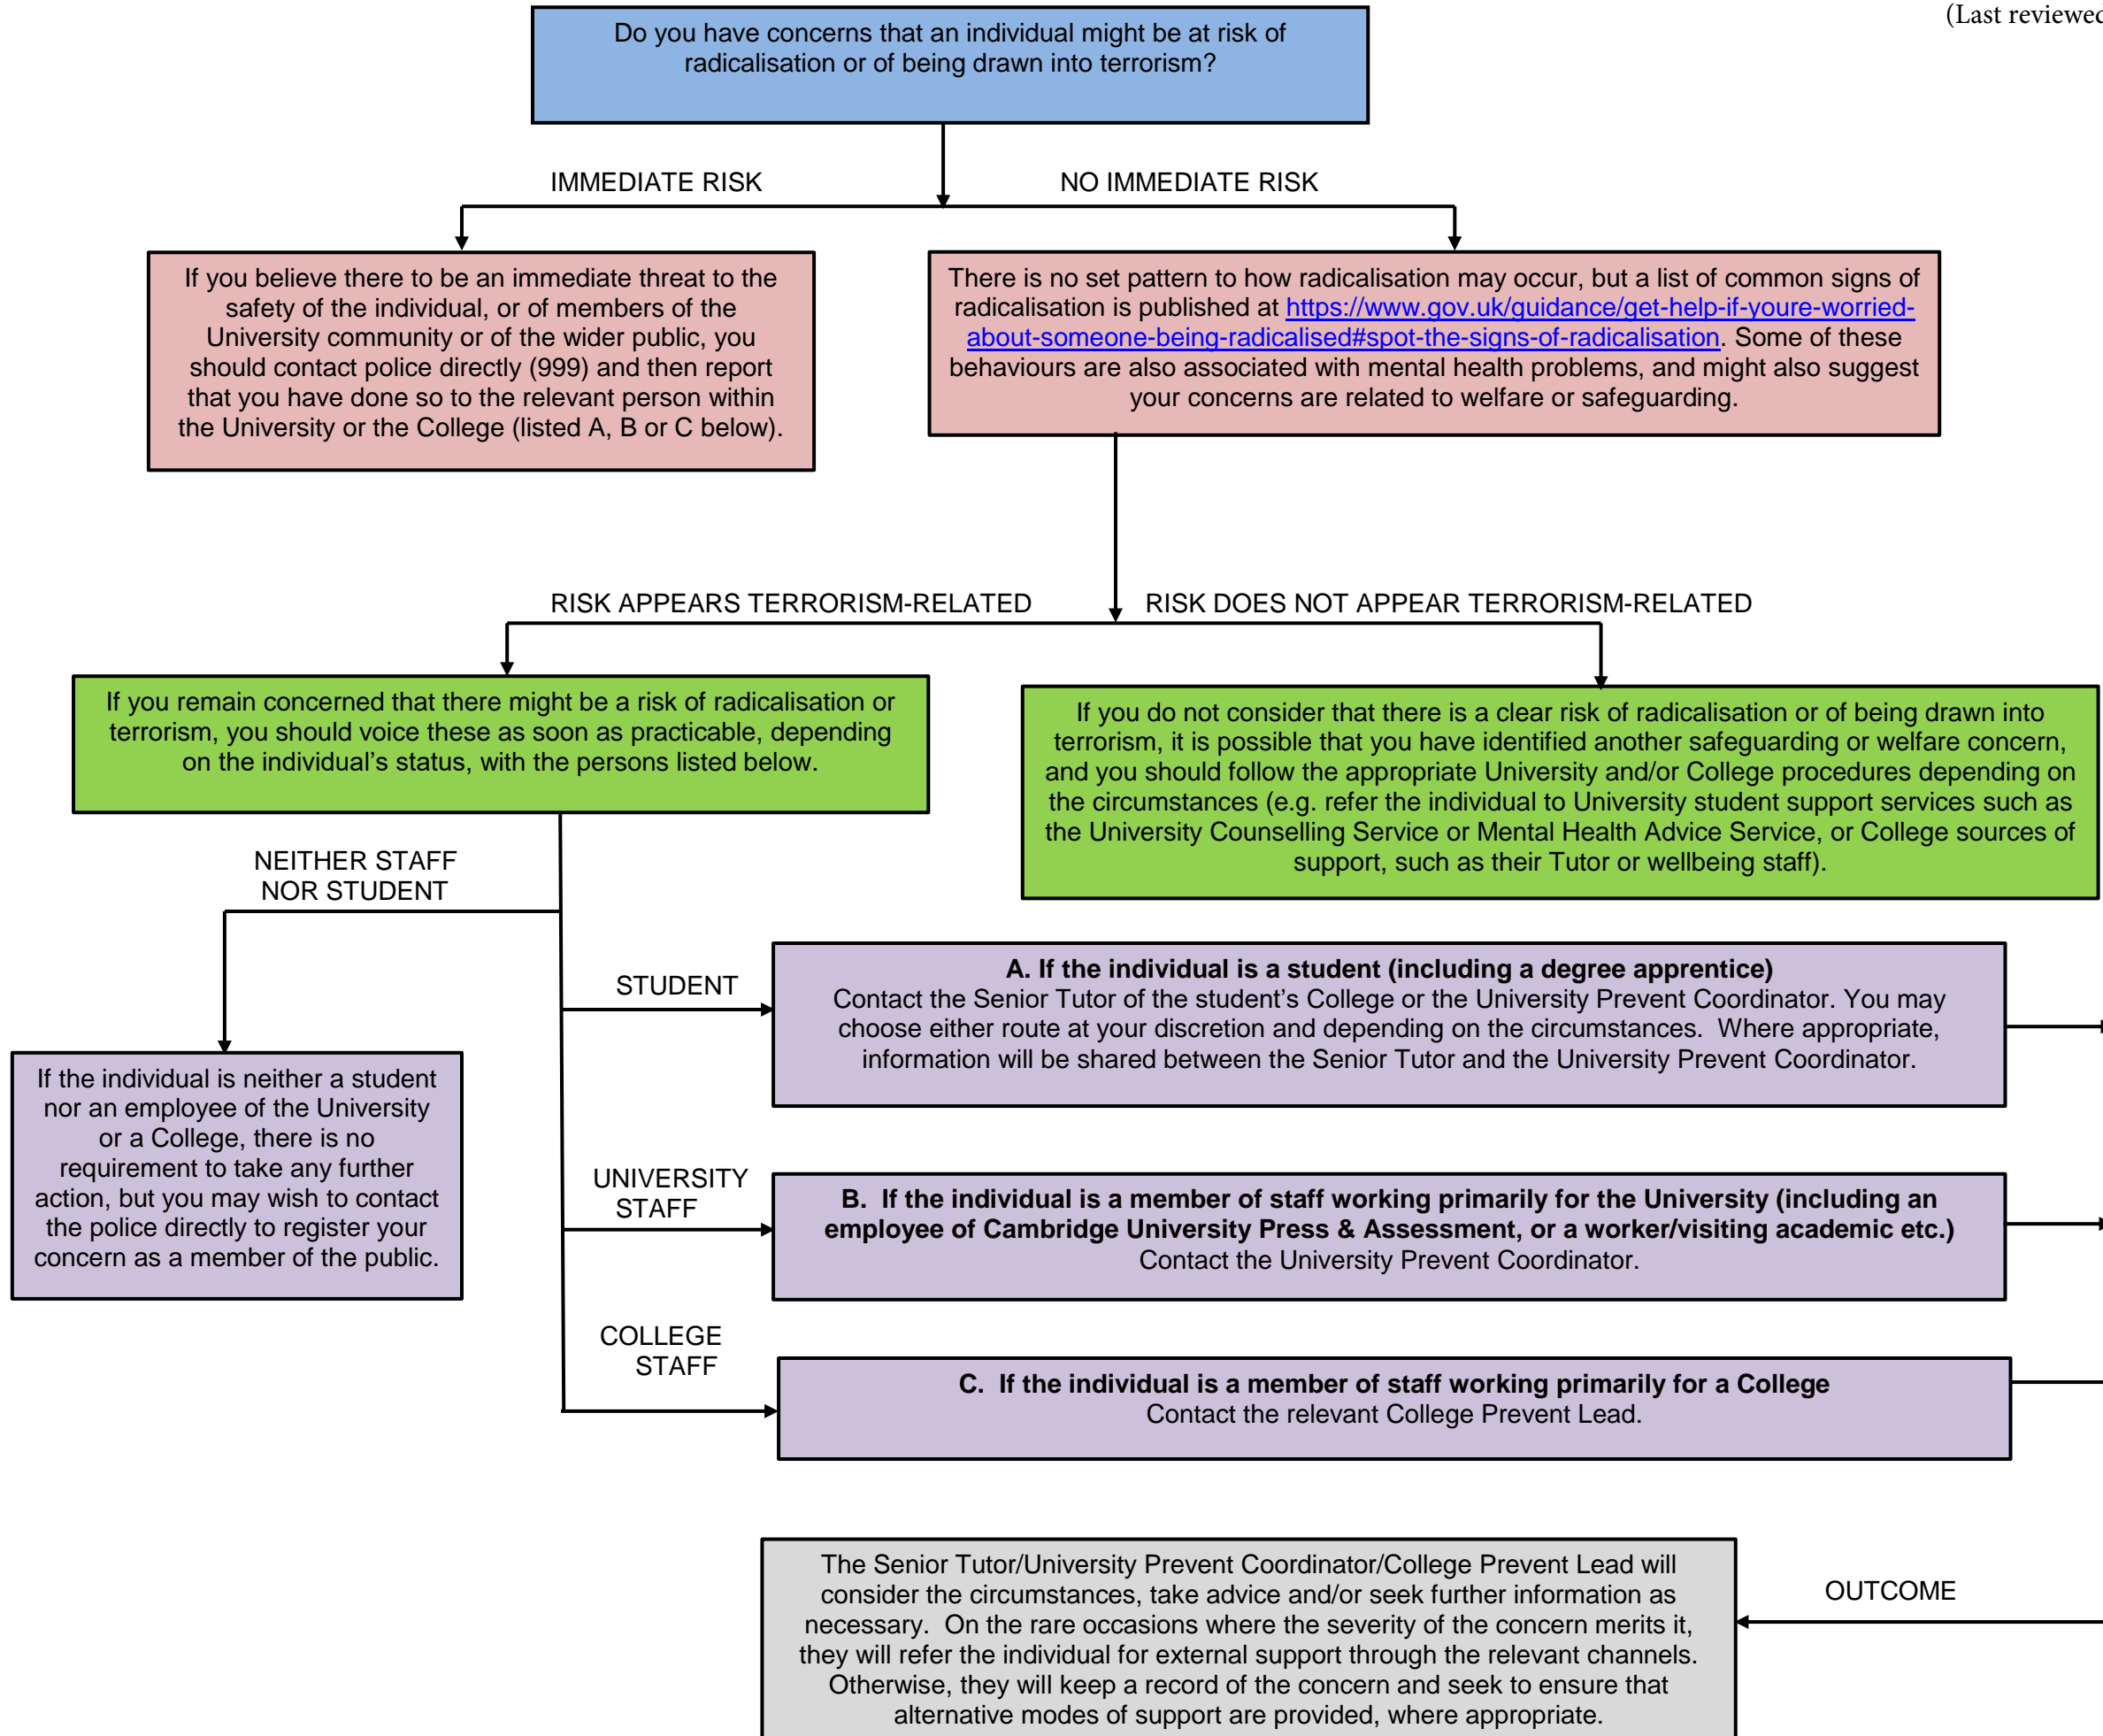 (Last reviewed
Do you have concerns that an individual might be at risk of
radicalisation or of being drawn into terrorism?
IMMEDIATE RISK
NO IMMEDIATE RISK
If you believe there to be an immediate threat to the
safety of the individual, or of members of the
University community or of the wider public, you
should contact police directly (999) and then report
that you have done so to the relevant person within
the University or the College (listed A, B or C below).
There is no set pattern to how radicalisation may occur, but a list of common signs of
radicalisation is published at https://www.gov.uk/guidance/get-help-if-youre-worried-
about-someone-being-radicalised#spot-the-signs-of-radicalisation. Some of these
behaviours are also associated with mental health problems, and might also suggest
your concerns are related to welfare or safeguarding.
RISK APPEARS TERRORISM-RELATED
RISK DOES NOT APPEAR TERRORISM-RELATED
If you remain concerned that there might be a risk of radicalisation or
terrorism, you should voice these as soon as practicable, depending
on the individual’s status, with the persons listed below.
If you do not consider that there is a clear risk of radicalisation or of being drawn into
terrorism, it is possible that you have identified another safeguarding or welfare concern,
and you should follow the appropriate University and/or College procedures depending on
the circumstances (e.g. refer the individual to University student support services such as
the University Counselling Service or Mental Health Advice Service, or College sources of
support, such as their Tutor or wellbeing staff).
NEITHER STAFF
NOR STUDENT
If the individual is neither a student
nor an employee of the University
or a College, there is no
requirement to take any further
action, but you may wish to contact
the police directly to register your
concern as a member of the public.
STUDENT
A. If the individual is a student (including a degree apprentice)
Contact the Senior Tutor of the student’s College or the University Prevent Coordinator. You may
choose either route at your discretion and depending on the circumstances. Where appropriate,
information will be shared between the Senior Tutor and the University Prevent Coordinator.
UNIVERSITY
STAFF
B. If the individual is a member of staff working primarily for the University (including an
employee of Cambridge University Press & Assessment, or a worker/visiting academic etc.)
Contact the University Prevent Coordinator.
COLLEGE
STAFF
C. If the individual is a member of staff working primarily for a College
Contact the relevant College Prevent Lead.
The Senior Tutor/University Prevent Coordinator/College Prevent Lead will
consider the circumstances, take advice and/or seek further information as
necessary. On the rare occasions where the severity of the concern merits it,
they will refer the individual for external support through the relevant channels.
Otherwise, they will keep a record of the concern and seek to ensure that
alternative modes of support are provided, where appropriate.
OUTCOME